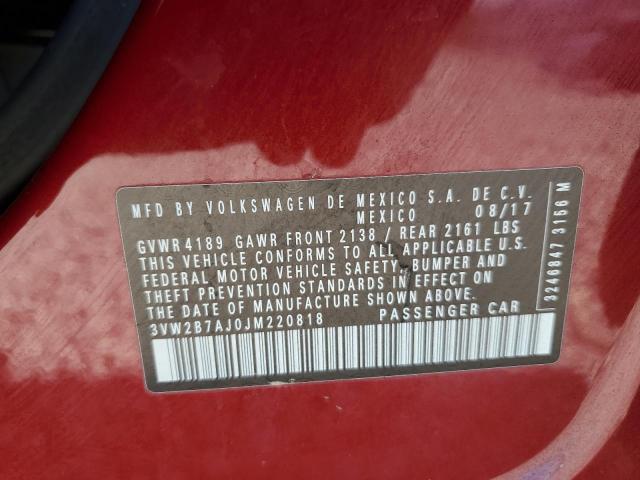 MFD BY VOLKSWAGEN DE MEXICO S.A. DE C.V.
MEXICO 08/17
GVWR 4189 GAWR FRONT 2138 / REAR 2161 LBS
THIS VEHICLE CONFORMS TO ALL APPLICABLE U.S.
FEDERAL MOTOR VEHICLE SAFETY, BUMPER AND
THEFT PREVENTION STANDARDS IN EFFECT ON
THE DATE OF MANUFACTURE SHOWN ABOVE.
3VW2B7AJ0JM220818 PASSENGER CAR
3246847 3156 M